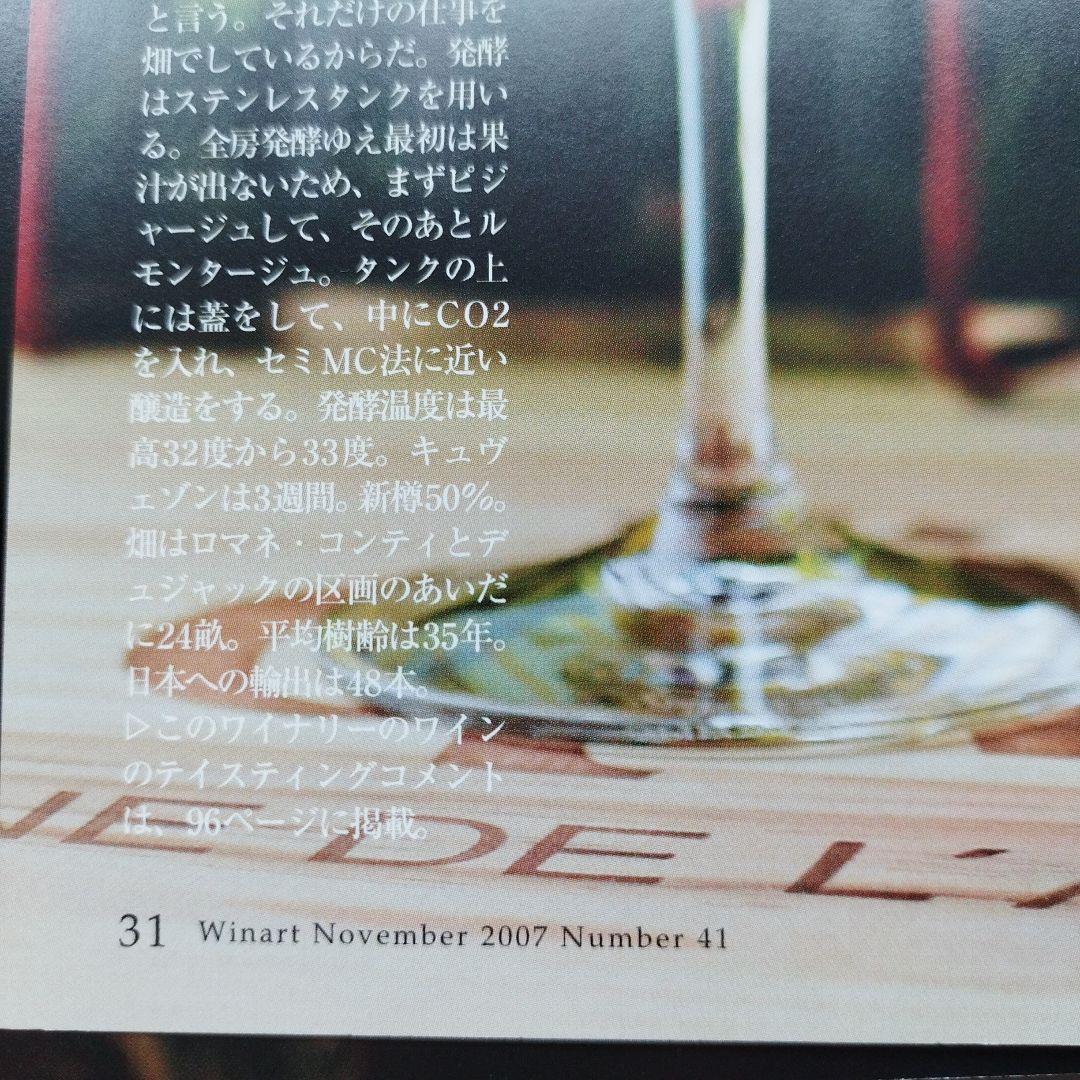 と言う。それだけの仕事を
畑でしているからだ。発酵
はステンレスタンクを用い
る。全房発酵ゆえ最初は果
汁が出ないため、まずピジ
ャージュして、そのあとル
モンタージュ。タンクの上
には蓋をして、中にCO2
を入れ、セミMC法に近い
醸造をする。発酵温度は最
高32度から33度。キュヴ
ェゾンは3週間。新樽50%。
畑はロマネ・コンティとデ
ュジャックの区画のあいだ
に24畝。平均樹齢は35年。
日本への輸出は48本。
▷このワイナリーのワイン
のテイスティングコメント
は、96ページに掲載。
NE DE L'A
31 Winart November 2007 Number 41